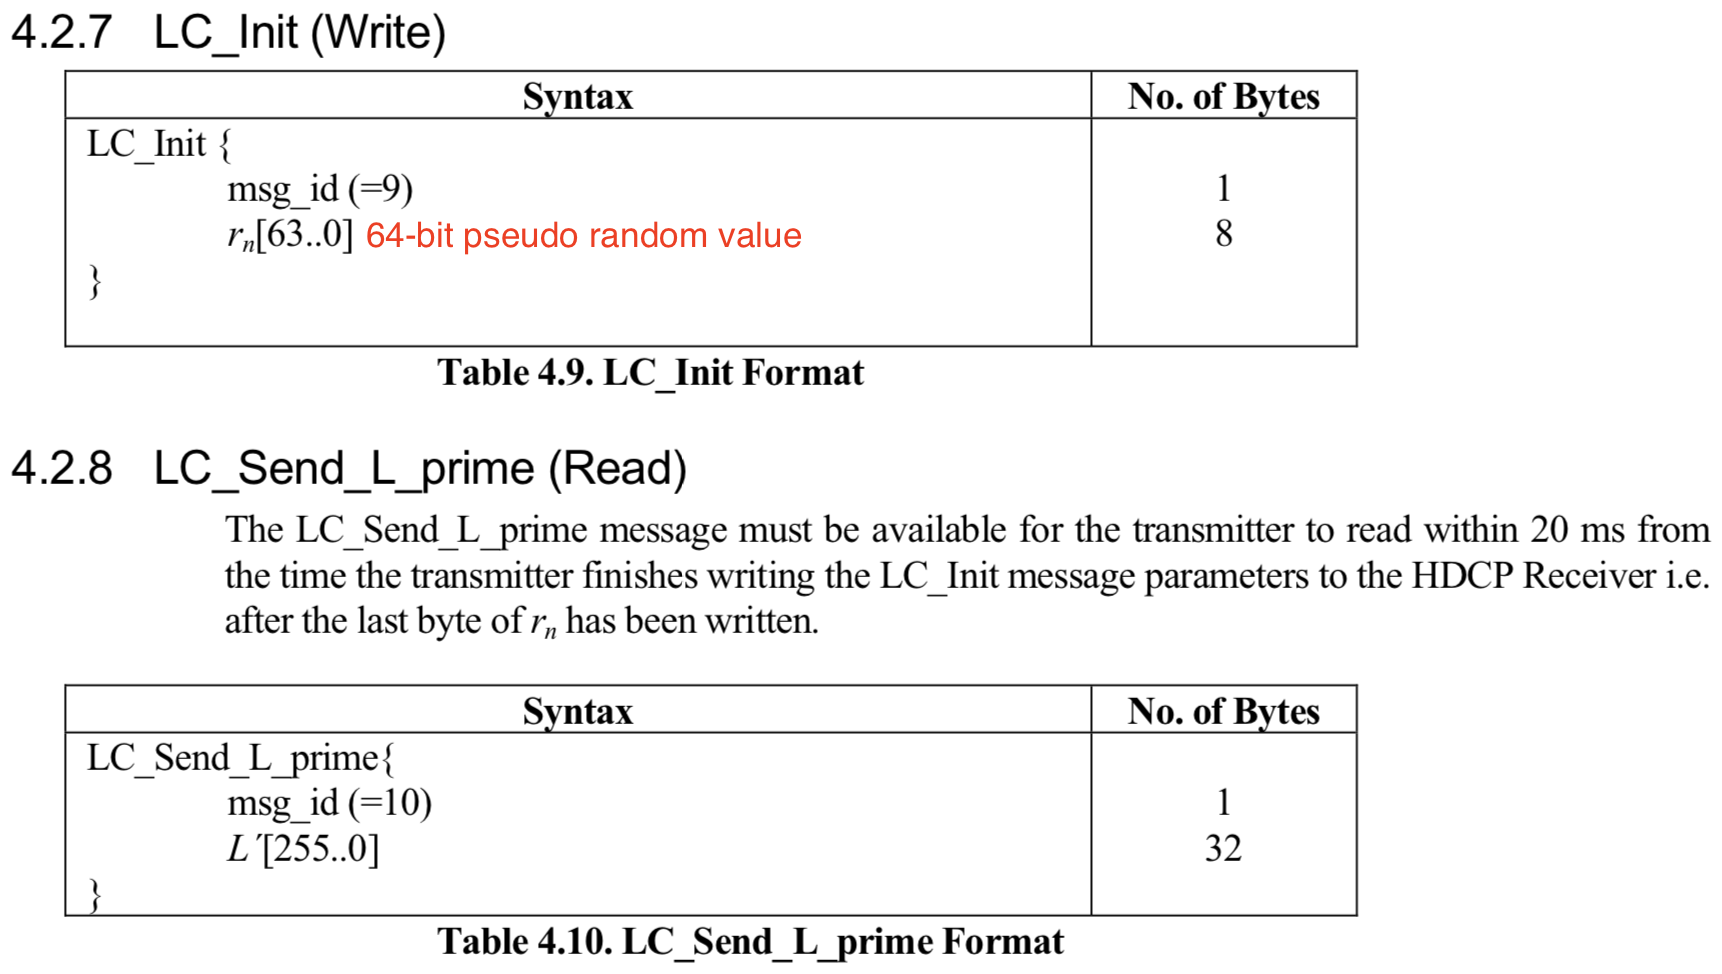 4.2.7 LC_Init (Write)
Syntax No. of Bytes
LC_Init {
msg_id (=9) 1
rn[63..0] 64-bit pseudo random value 8
}
Table 4.9. LC_Init Format
4.2.8 LC_Send_L_prime (Read)
The LC_Send_L_prime message must be available for the transmitter to read within 20 ms from
the time the transmitter finishes writing the LC_Init message parameters to the HDCP Receiver i.e.
after the last byte of rn has been written.
Syntax No. of Bytes
LC_Send_L_prime{
msg_id (=10) 1
L´[255..0] 32
}
Table 4.10. LC_Send_L_prime Format